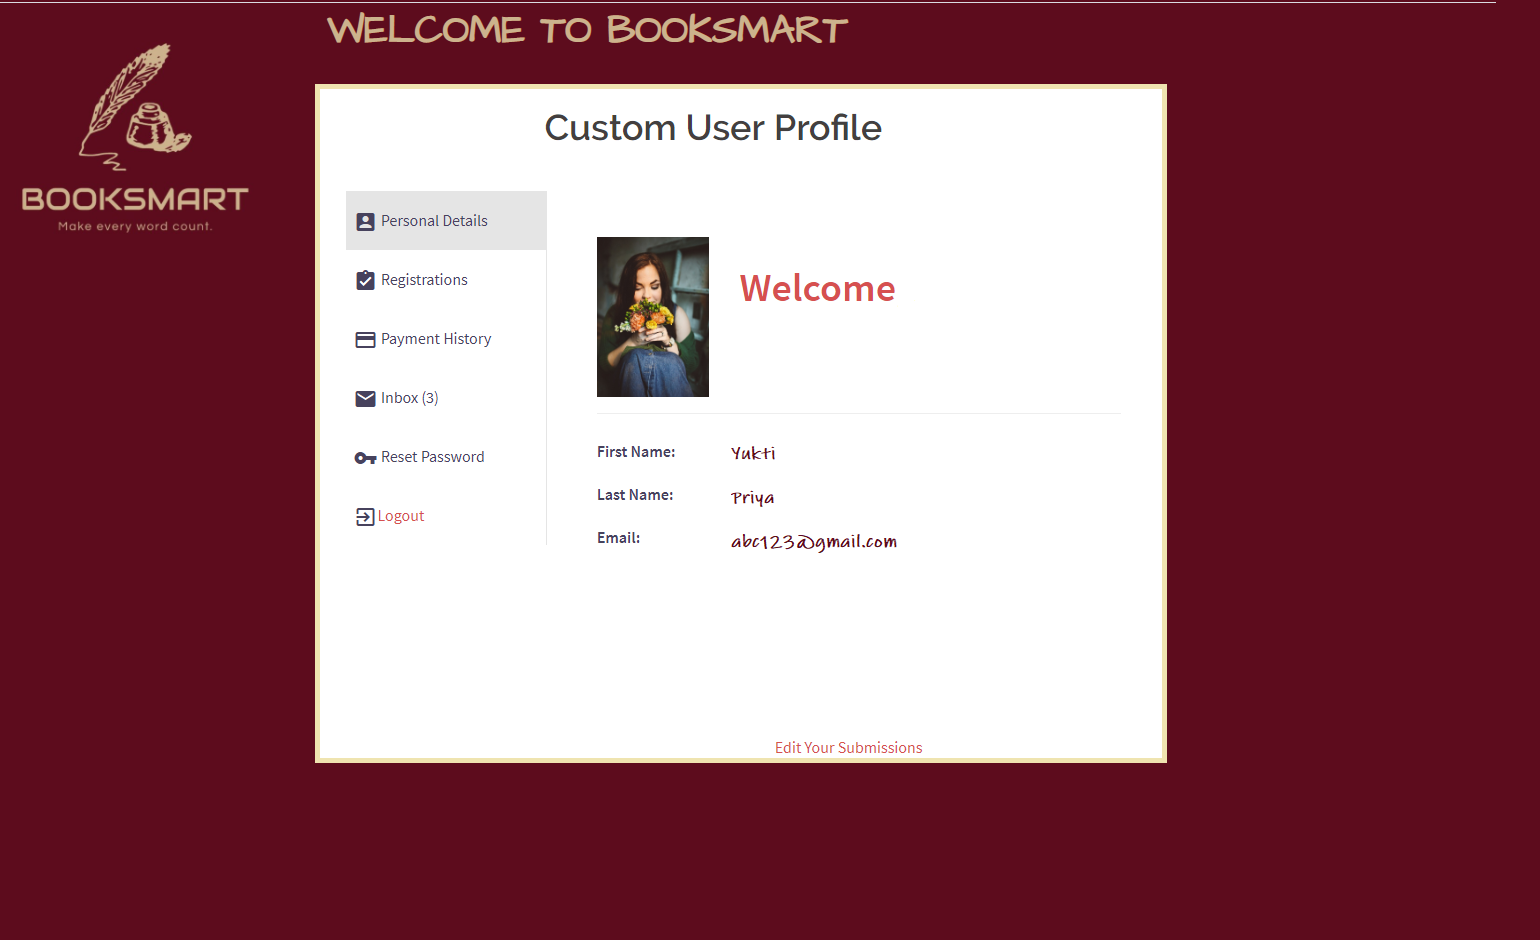 WELCOME TO BOOKSMART
BOOKSMART
Make every word count.
Custom User Profile
Personal Details
Registrations
Payment History
Inbox (3)
Reset Password
Logout
Welcome
First Name: Yukti
Last Name: Priya
Email: abc123@gmail.com
Edit Your Submissions